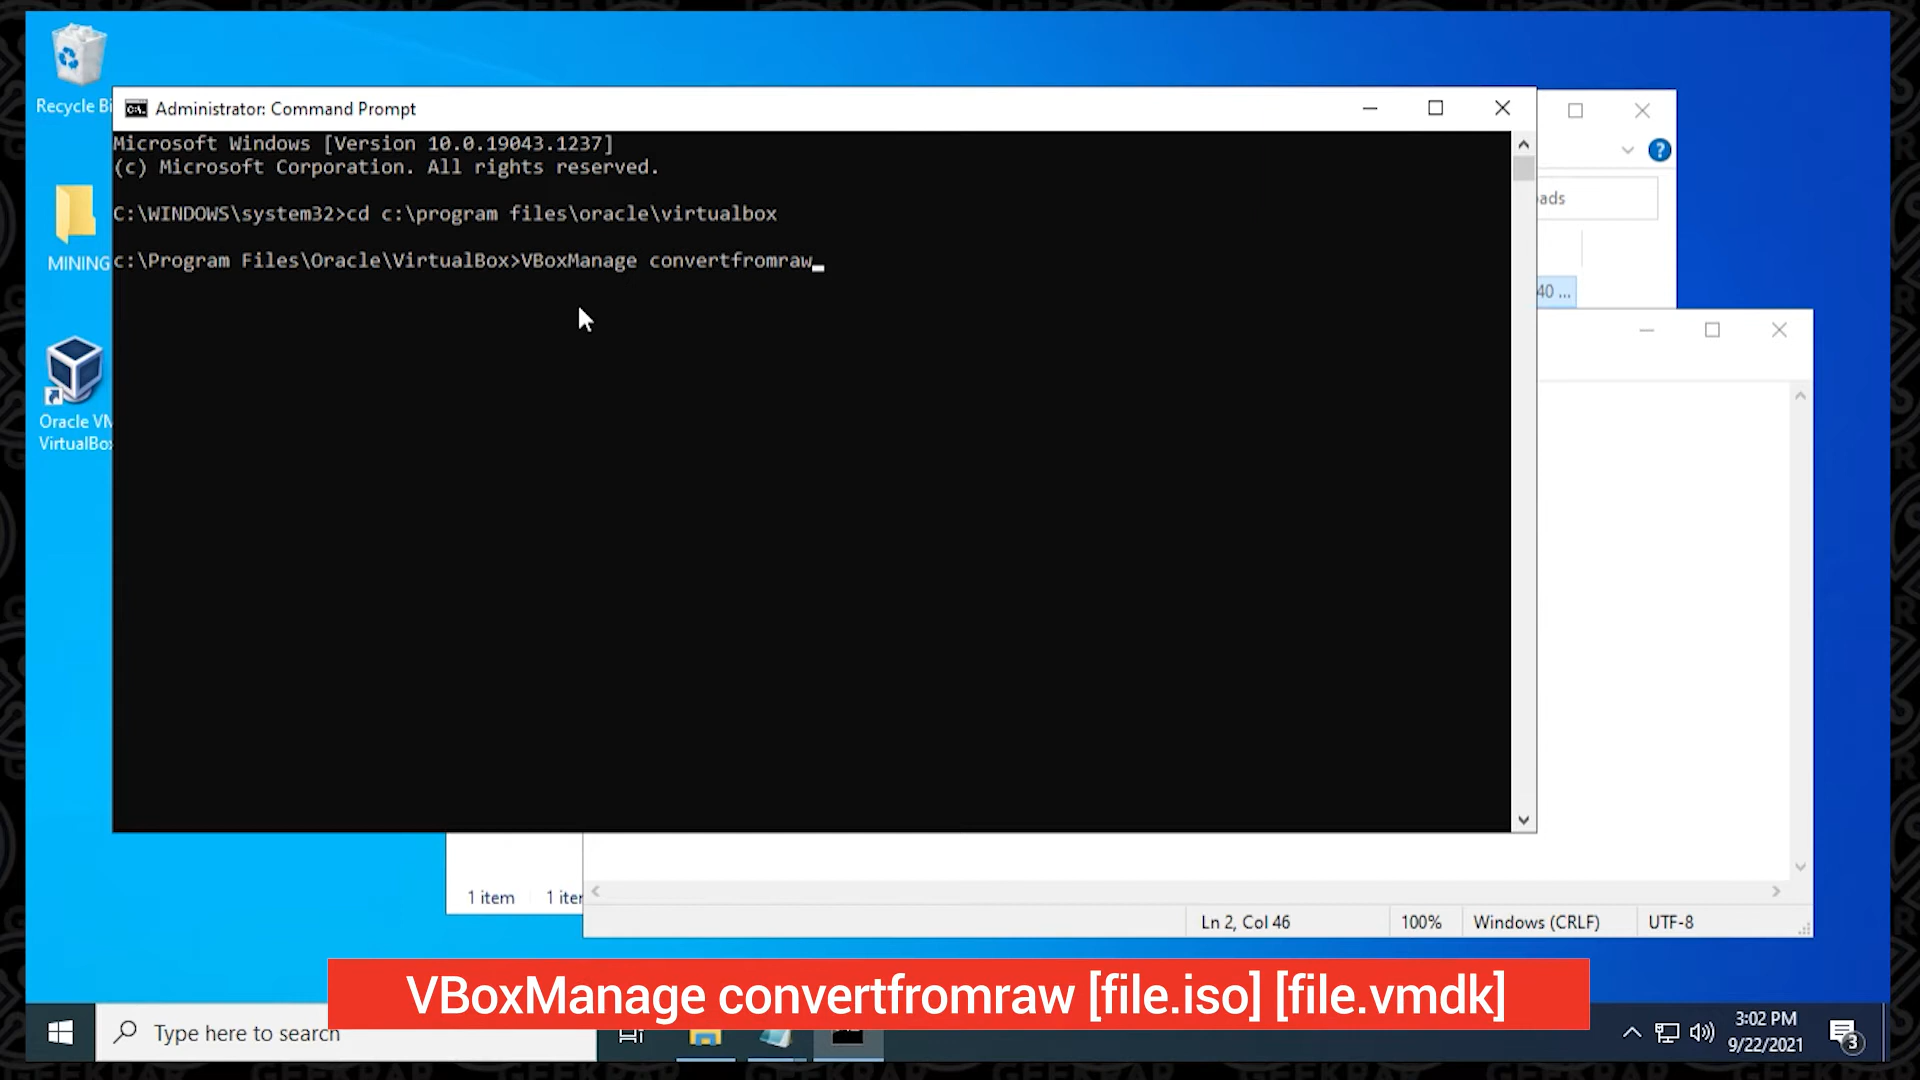 Recycle Bi
Administrator: Command Prompt
Microsoft Windows [Version 10.0.19043.1237]
(c) Microsoft Corporation. All rights reserved.
C:\WINDOWS\system32>cd c:\program files\oracle\virtualbox
c:\Program Files\Oracle\VirtualBox>VBoxManage convertfromraw
MINING
Oracle VM
VirtualBox
?
ads
40 ...
1 item 1 iter
Ln 2, Col 46 100% Windows (CRLF) UTF-8
VBoxManage convertfromraw [file.iso] [file.vmdk]
Type here to search
3:02 PM
9/22/2021
3